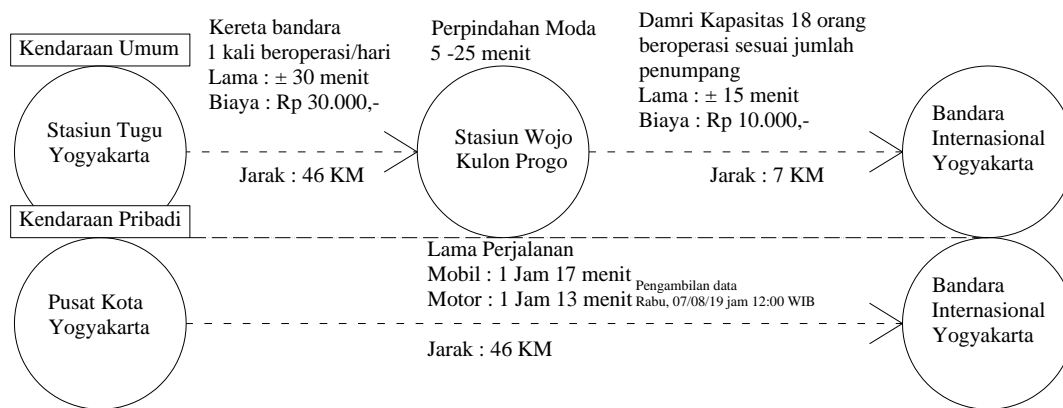 Kendaraan Umum
Kereta bandara
1 kali beroperasi/hari
Lama : ± 30 menit
Biaya : Rp 30.000,-
Perpindahan Moda
5 -25 menit
Damri Kapasitas 18 orang
beroperasi sesuai jumlah
penumpang
Lama : ± 15 menit
Biaya : Rp 10.000,-
Stasiun Tugu
Yogyakarta
Jarak : 46 KM
Stasiun Wojo
Kulon Progo
Jarak : 7 KM
Bandara
Internasional
Yogyakarta
Kendaraan Pribadi
Pusat Kota
Yogyakarta
Lama Perjalanan
Mobil : 1 Jam 17 menit
Motor : 1 Jam 13 menit
Pengambilan data
Rabu, 07/08/19 jam 12:00 WIB
Jarak : 46 KM
Bandara
Internasional
Yogyakarta